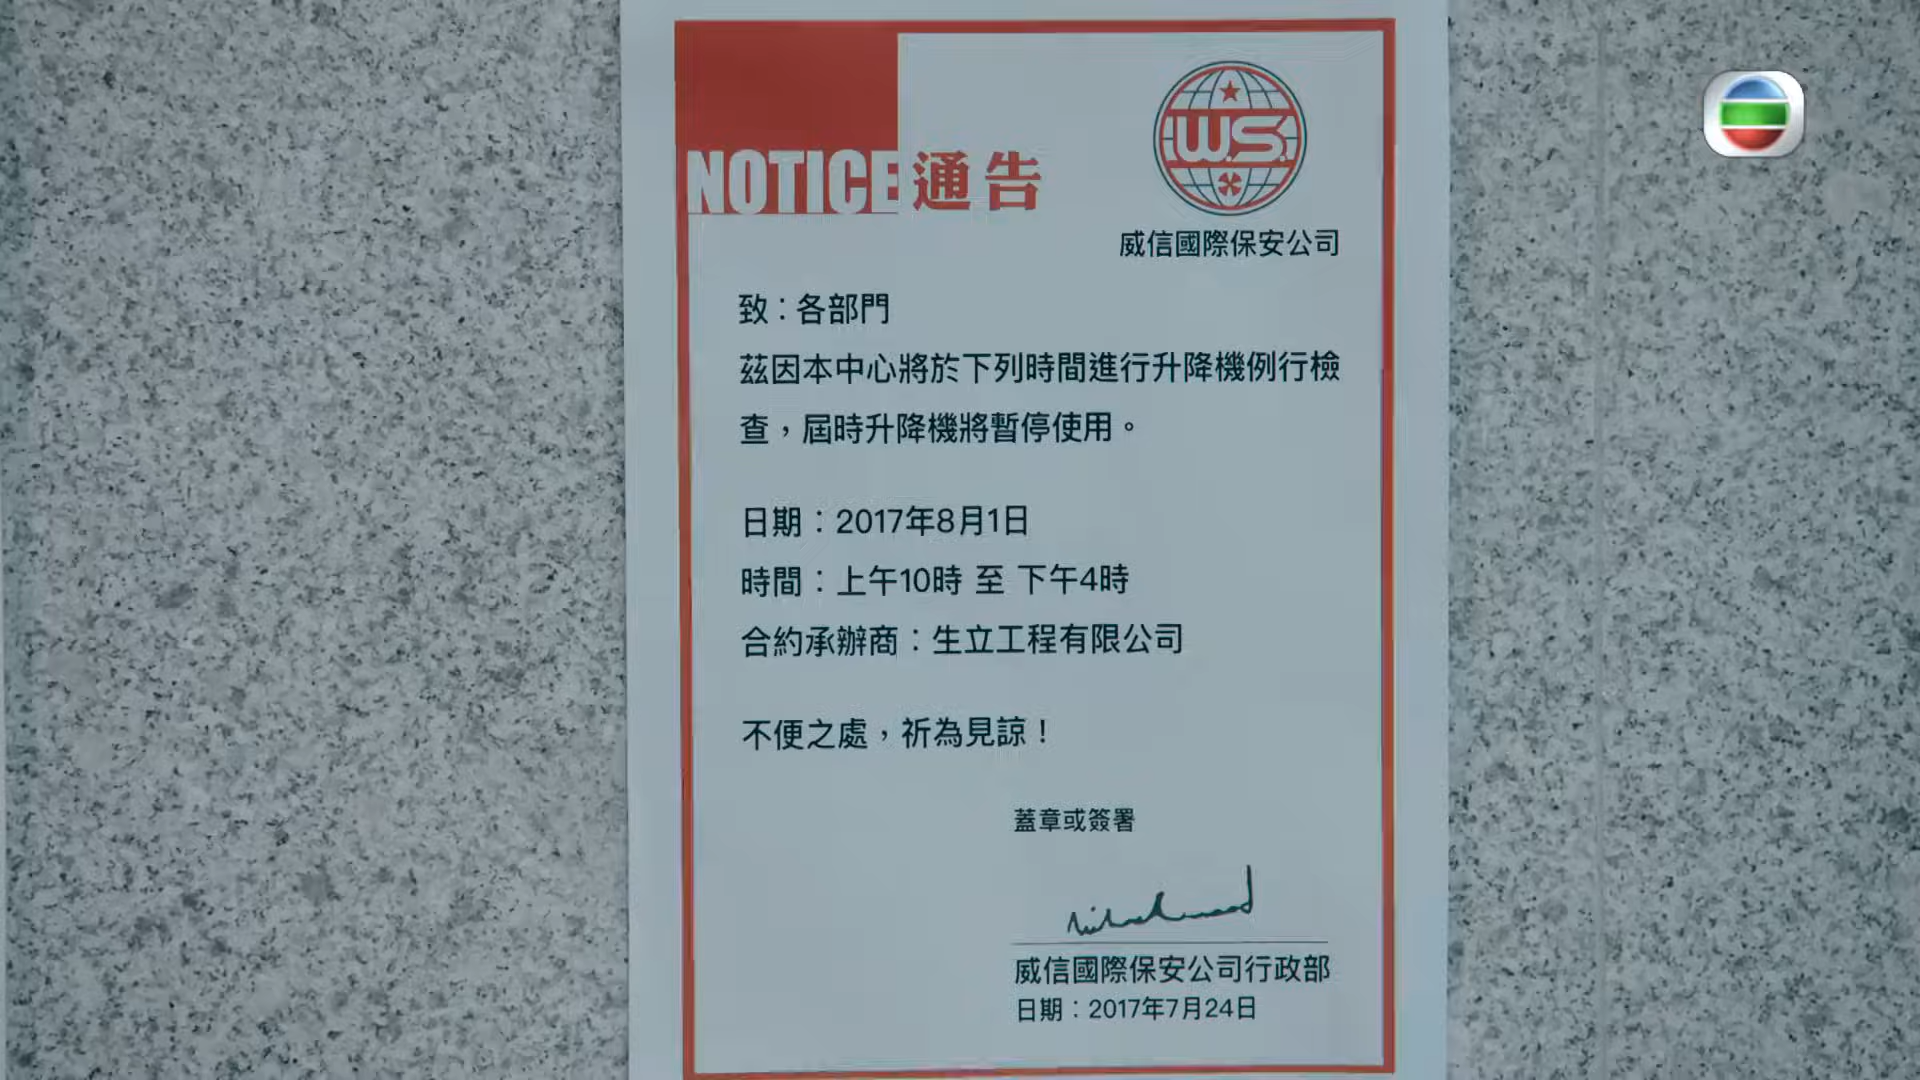 NOTICE 通告
W.S.
威信國際保安公司
致：各部門
茲因本中心將於下列時間進行升降機例行檢
查，屆時升降機將暫停使用。
日期：2017年8月1日
時間：上午10時 至 下午4時
合約承辦商：生立工程有限公司
不便之處，祈為見諒！
蓋章或簽署
威信國際保安公司行政部
日期：2017年7月24日